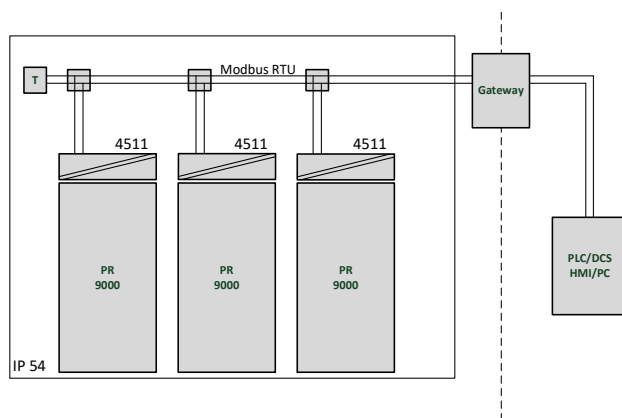 Modbus RTU
T
Gateway
4511
4511
4511
PR
9000
PR
9000
PR
9000
PLC/DCS
HMI/PC
IP 54